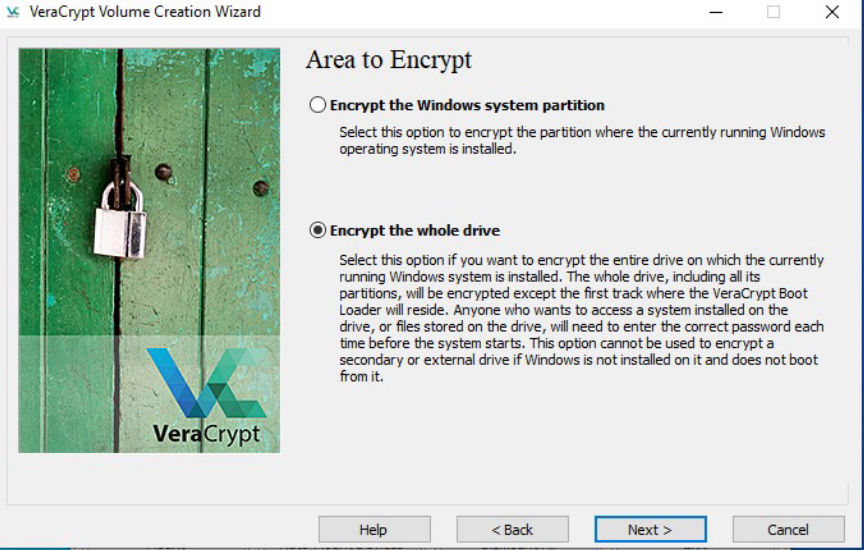 VeraCrypt Volume Creation Wizard
Area to Encrypt
Encrypt the Windows system partition
Select this option to encrypt the partition where the currently running Windows
operating system is installed.
Encrypt the whole drive
Select this option if you want to encrypt the entire drive on which the currently
running Windows system is installed. The whole drive, including all its
partitions, will be encrypted except the first track where the VeraCrypt Boot
Loader will reside. Anyone who wants to access a system installed on the
drive, or files stored on the drive, will need to enter the correct password each
time before the system starts. This option cannot be used to encrypt a
secondary or external drive if Windows is not installed on it and does not boot
from it.
VeraCrypt
Help
< Back
Next >
Cancel